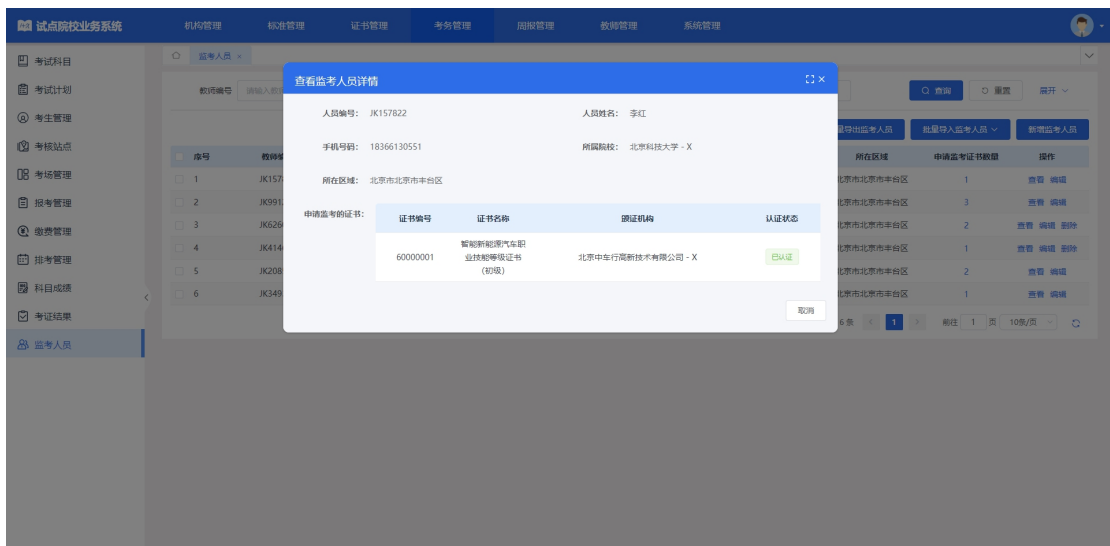 试点院校业务系统 机构管理 标准管理 证书管理 考务管理 周报管理 教师管理 系统管理
考试科目
考试计划
考生管理
考核站点
考场管理
报考管理
缴费管理
排考管理
科目成绩
考证结果
监考人员
监考人员 ×
教师编号
查询 重置 展开
导出监考人员 批量导入监考人员 新增监考人员
序号 所在区域 申请监考证书数量 操作
1 JK157 北京市北京市丰台区 1 查看 编辑
2 JK991 北京市北京市丰台区 3 查看 编辑
3 JK626 北京市北京市丰台区 2 查看 编辑 删除
4 JK414 北京市北京市丰台区 1 查看 编辑 删除
5 JK208 北京市北京市丰台区 2 查看 编辑
6 JK349 北京市北京市丰台区 1 查看 编辑
6 条 1 前往 1 页 10条/页
查看监考人员详情
人员编号： JK157822 人员姓名： 李红
手机号码： 18366130551 所属院校： 北京科技大学 - X
所在区域： 北京市北京市丰台区
申请监考的证书：
证书编号 证书名称 颁证机构 认证状态
60000001 智能新能源汽车职
业技能等级证书
(初级) 北京中车行高新技术有限公司 - X 已认证
取消